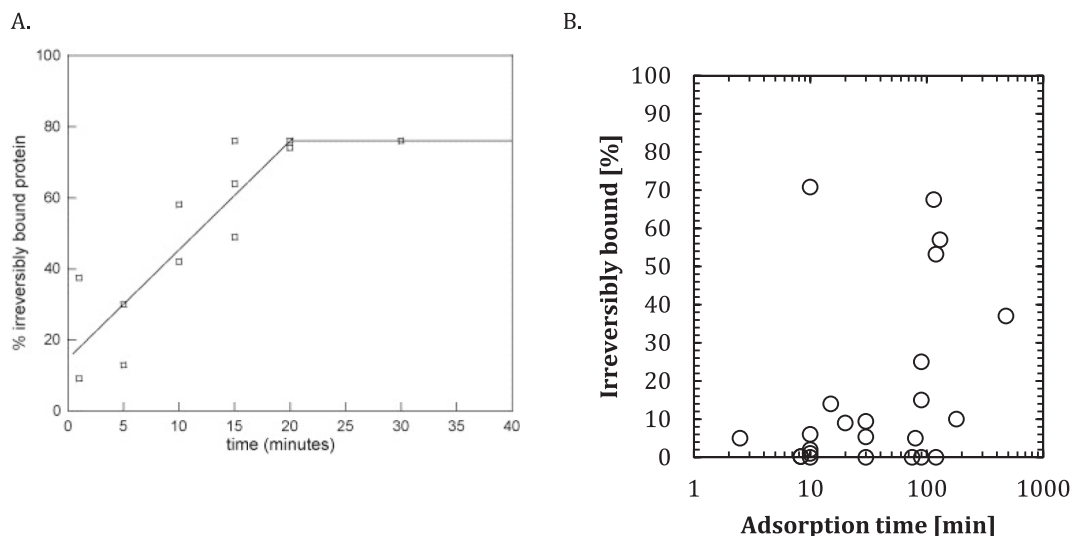 A.
100
80
60
40
20
0
% irreversibly bound protein
0 5 10 15 20 25 30 35 40
time (minutes)
B.
100
90
80
70
60
50
40
30
20
10
0
Irreversibly bound [%]
1 10 100 1000
Adsorption time [min]